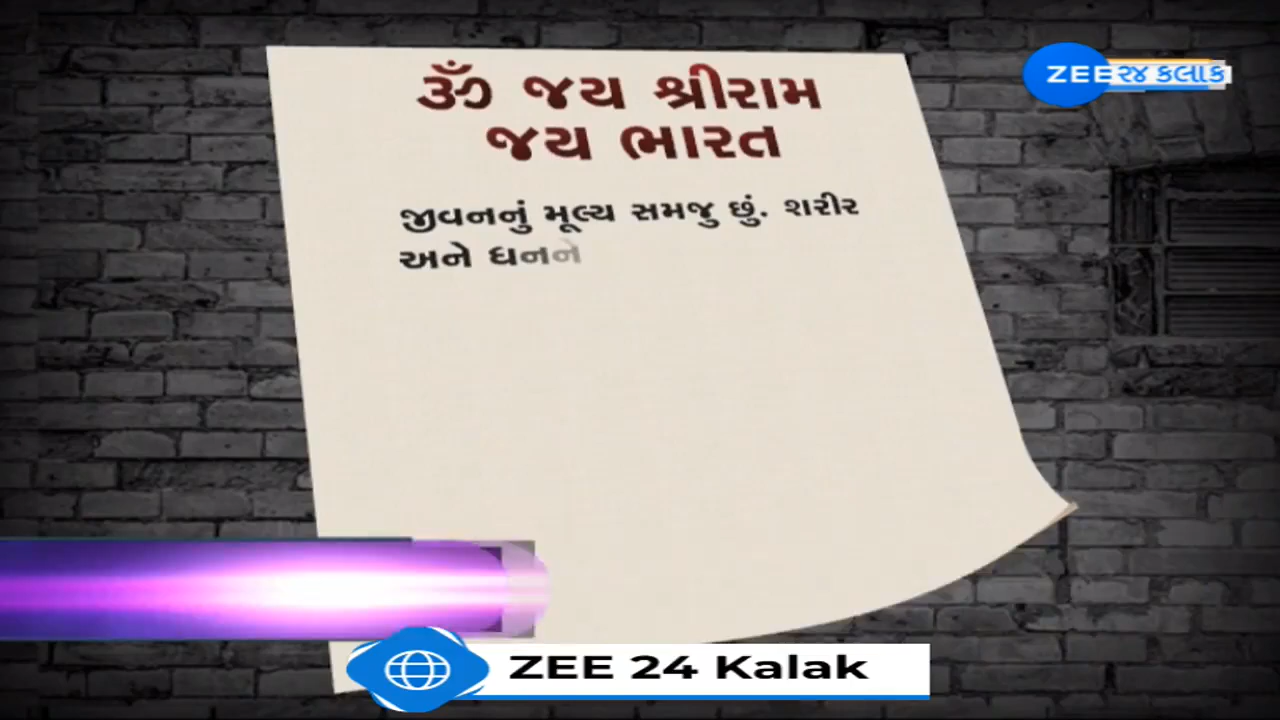 ZEE ૨૪ કલાક
ૐ જય શ્રીરામ
જય ભારત
જીવનનું મૂલ્ય સમજુ છું. શરીર
અને ધનને
ZEE 24 Kalak